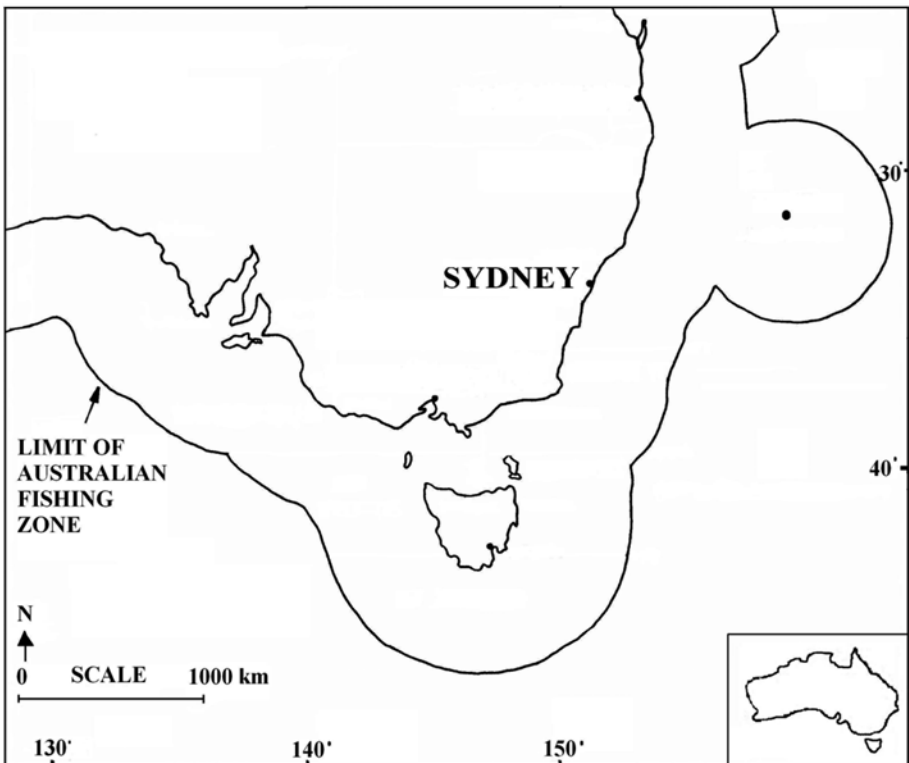 30°
SYDNEY
LIMIT OF
AUSTRALIAN
FISHING
ZONE
40°
N
0 SCALE 1000 km
130° 140° 150°